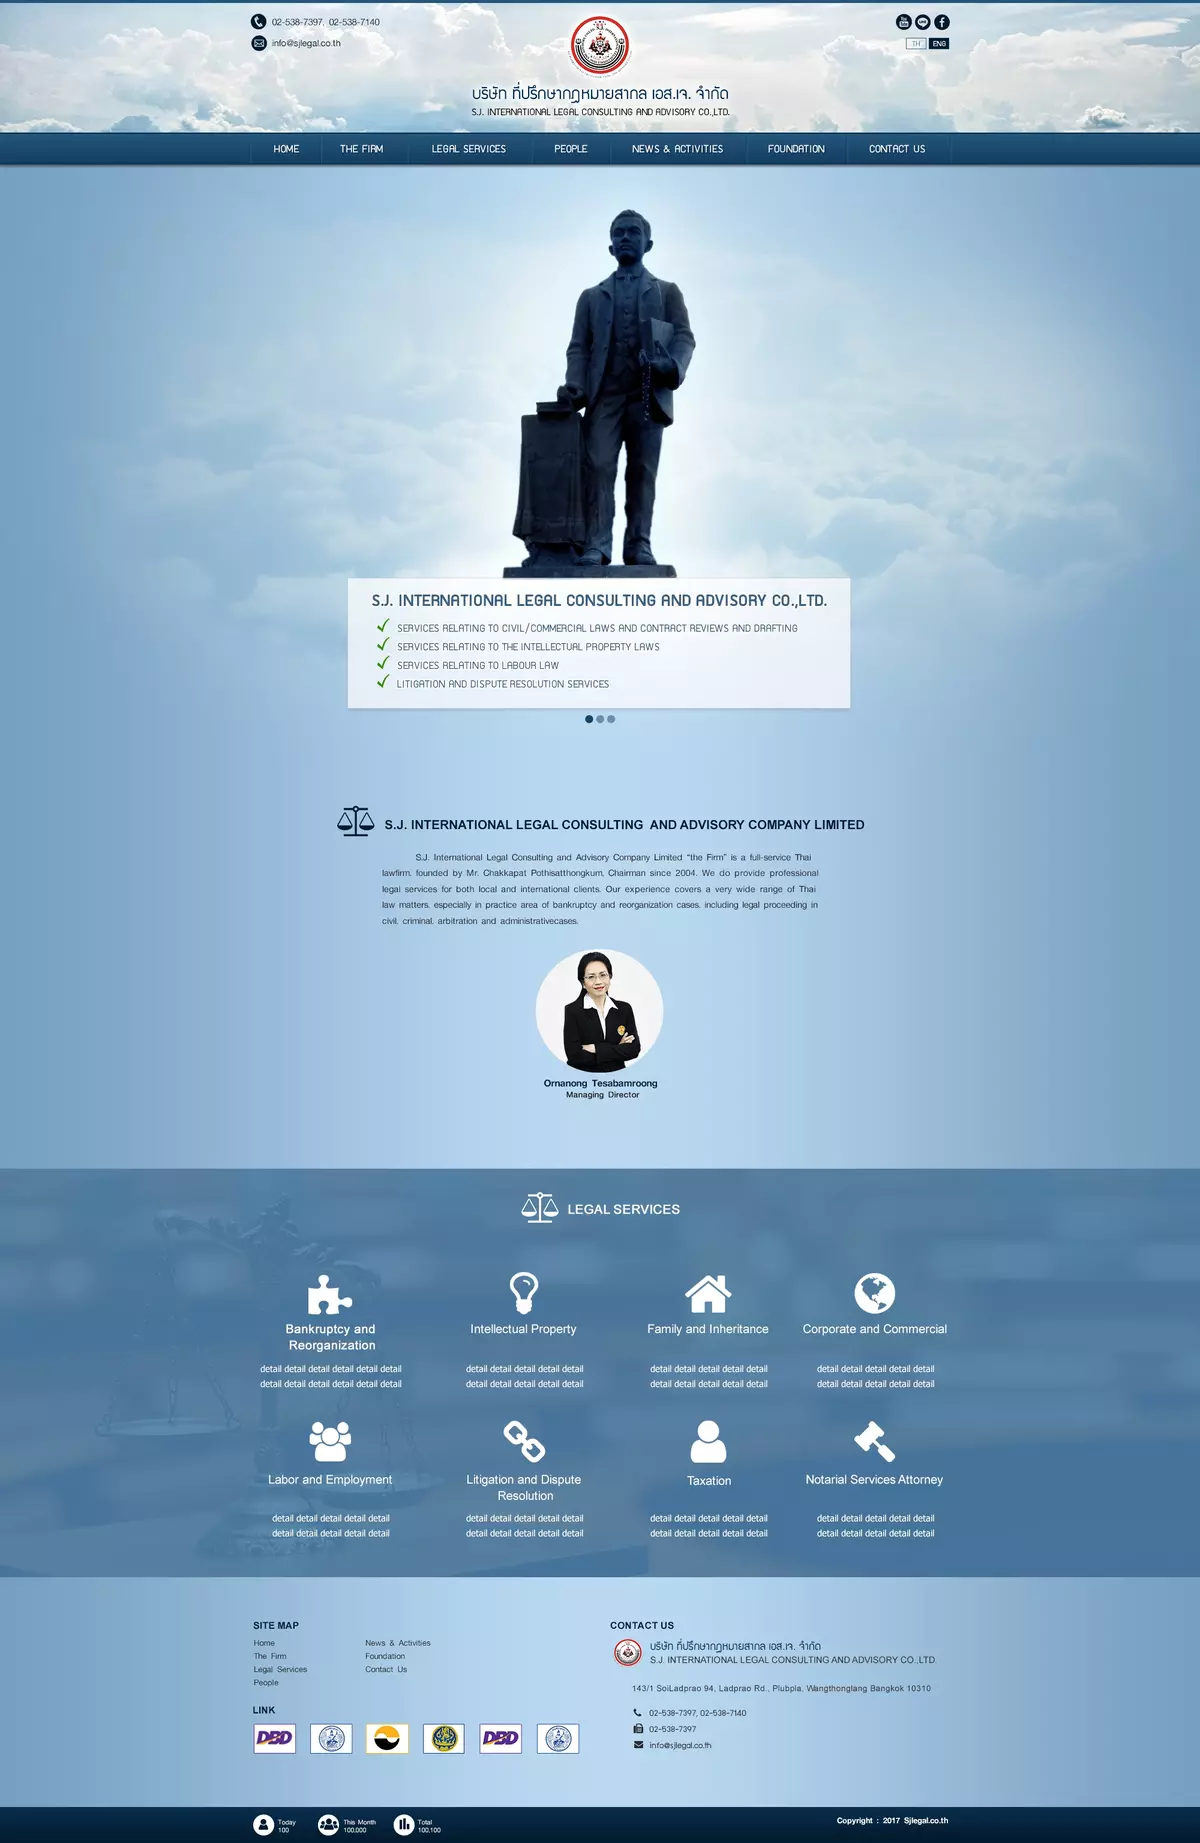 02-538-7397, 02-538-7140
info@sjlegal.co.th
TH ENG
บริษัท ที่ปรึกษากฎหมายสากล เอส.เจ. จำกัด
S.J. INTERNATIONAL LEGAL CONSULTING AND ADVISORY CO.,LTD.
HOME THE FIRM LEGAL SERVICES PEOPLE NEWS & ACTIVITIES FOUNDATION CONTACT US
S.J. INTERNATIONAL LEGAL CONSULTING AND ADVISORY CO.,LTD.
SERVICES RELATING TO CIVIL/COMMERCIAL LAWS AND CONTRACT REVIEWS AND DRAFTING
SERVICES RELATING TO THE INTELLECTUAL PROPERTY LAWS
SERVICES RELATING TO LABOUR LAW
LITIGATION AND DISPUTE RESOLUTION SERVICES
S.J. INTERNATIONAL LEGAL CONSULTING AND ADVISORY COMPANY LIMITED
S.J. International Legal Consulting and Advisory Company Limited “the Firm” is a full-service Thai
lawfirm, founded by Mr. Chakkapat Pothisatthongkum, Chairman since 2004. We do provide professional
legal services for both local and international clients. Our experience covers a very wide range of Thai
law matters, especially in practice area of bankruptcy and reorganization cases, including legal proceeding in
civil, criminal, arbitration and administrativecases.
Ornanong Tesabamroong
Managing Director
LEGAL SERVICES
Bankruptcy and
Reorganization
detail detail detail detail detail detail
detail detail detail detail detail detail
Intellectual Property
detail detail detail detail detail
detail detail detail detail detail
Family and Inheritance
detail detail detail detail detail
detail detail detail detail detail
Corporate and Commercial
detail detail detail detail detail
detail detail detail detail detail
Labor and Employment
detail detail detail detail detail
detail detail detail detail detail
Litigation and Dispute
Resolution
detail detail detail detail detail
detail detail detail detail detail
Taxation
detail detail detail detail detail
detail detail detail detail detail
Notarial Services Attorney
detail detail detail detail detail
detail detail detail detail detail
SITE MAP
Home
The Firm
Legal Services
People
News & Activities
Foundation
Contact Us
LINK
DBD
DBD
CONTACT US
บริษัท ที่ปรึกษากฎหมายสากล เอส.เจ. จำกัด
S.J. INTERNATIONAL LEGAL CONSULTING AND ADVISORY CO.,LTD
143/1 SoiLadprao 94, Ladprao Rd., Plubpla, Wangthonglang Bangkok 10310
02-538-7397, 02-538-7140
02-538-7397
info@sjlegal.co.th
Today
100
This Month
100,000
Total
100,100
Copyright : 2017 Sjlegal.co.th